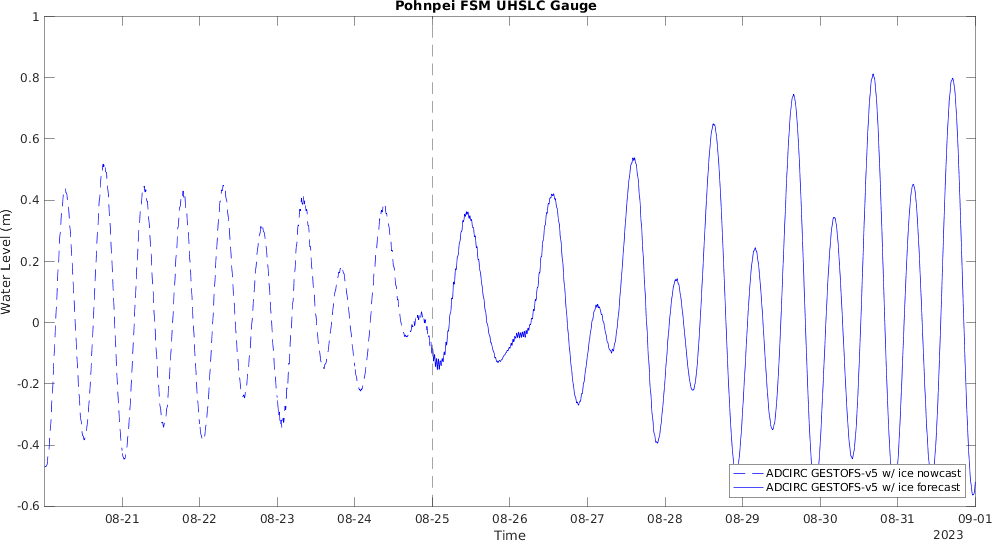 Pohnpei FSM UHSLC Gauge
Water Level (m)
1
0.8
0.6
0.4
0.2
0
-0.2
-0.4
-0.6
ADCIRC GESTOFS-v5 w/ ice nowcast
ADCIRC GESTOFS-v5 w/ ice forecast
08-21 08-22 08-23 08-24 08-25 08-26 08-27 08-28 08-29 08-30 08-31 09-01
Time
2023